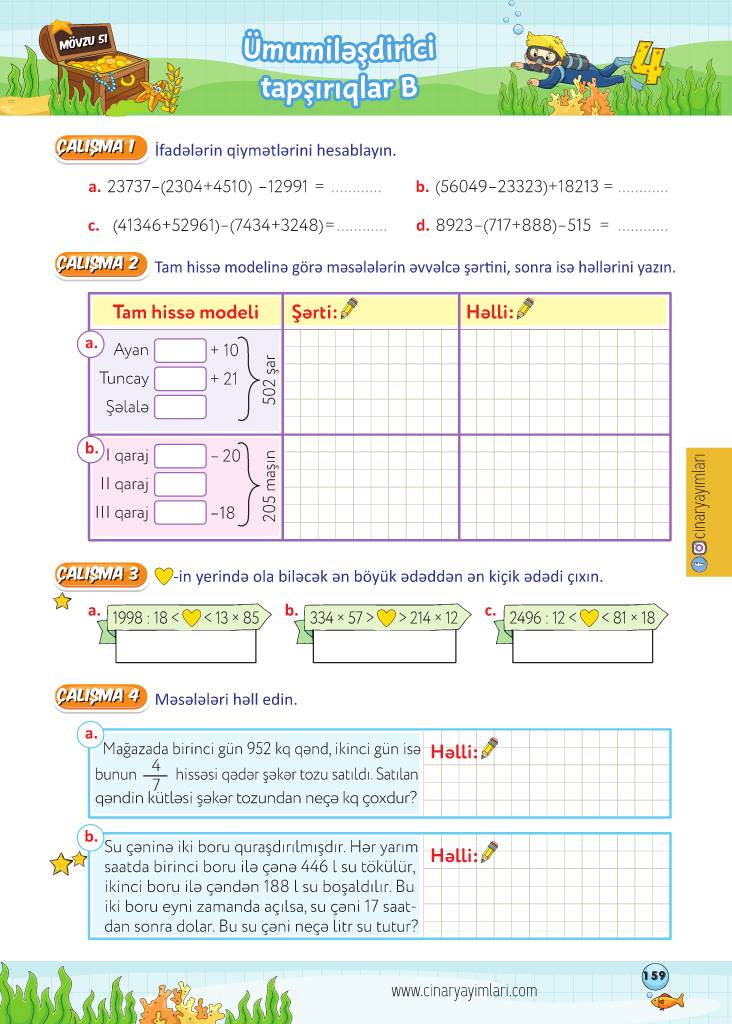 MÖVZU 51
Ümumiləşdirici
tapşırıqlar B
4
ÇALIŞMA 1 İfadələrin qiymətlərini hesablayın.
a. 23737–(2304+4510) –12991 = ............
b. (56049–23323)+18213 = ............
c. (41346+52961)–(7434+3248)=............
d. 8923–(717+888)–515 = ............
ÇALIŞMA 2 Tam hissə modelinə görə məsələlərin əvvəlcə şərtini, sonra isə həllərini yazın.
Tam hissə modeli Şərti: Həlli:
a.
Ayan + 10
Tuncay + 21
Şəlalə
502 şar
b.
I qaraj – 20
II qaraj
III qaraj –18
205 maşın
cinaryayımları
ÇALIŞMA 3 -in yerində ola biləcək ən böyük ədəddən ən kiçik ədədi çıxın.
a. 1998 : 18 < < 13 × 85
b. 334 × 57 > > 214 × 12
c. 2496 : 12 < < 81 × 18
ÇALIŞMA 4 Məsələləri həll edin.
a.
Mağazada birinci gün 952 kq qənd, ikinci gün isə
bunun 4/7 hissəsi qədər şəkər tozu satıldı. Satılan
qəndin kütləsi şəkər tozundan neçə kq çoxdur?
Həlli:
b.
Su çəninə iki boru quraşdırılmışdır. Hər yarım
saatda birinci boru ilə çənə 446 l su tökülür,
ikinci boru ilə çəndən 188 l su boşaldılır. Bu
iki boru eyni zamanda açılsa, su çəni 17 saat-
dan sonra dolar. Bu su çəni neçə litr su tutur?
Həlli:
www.cinaryayimlari.com
159